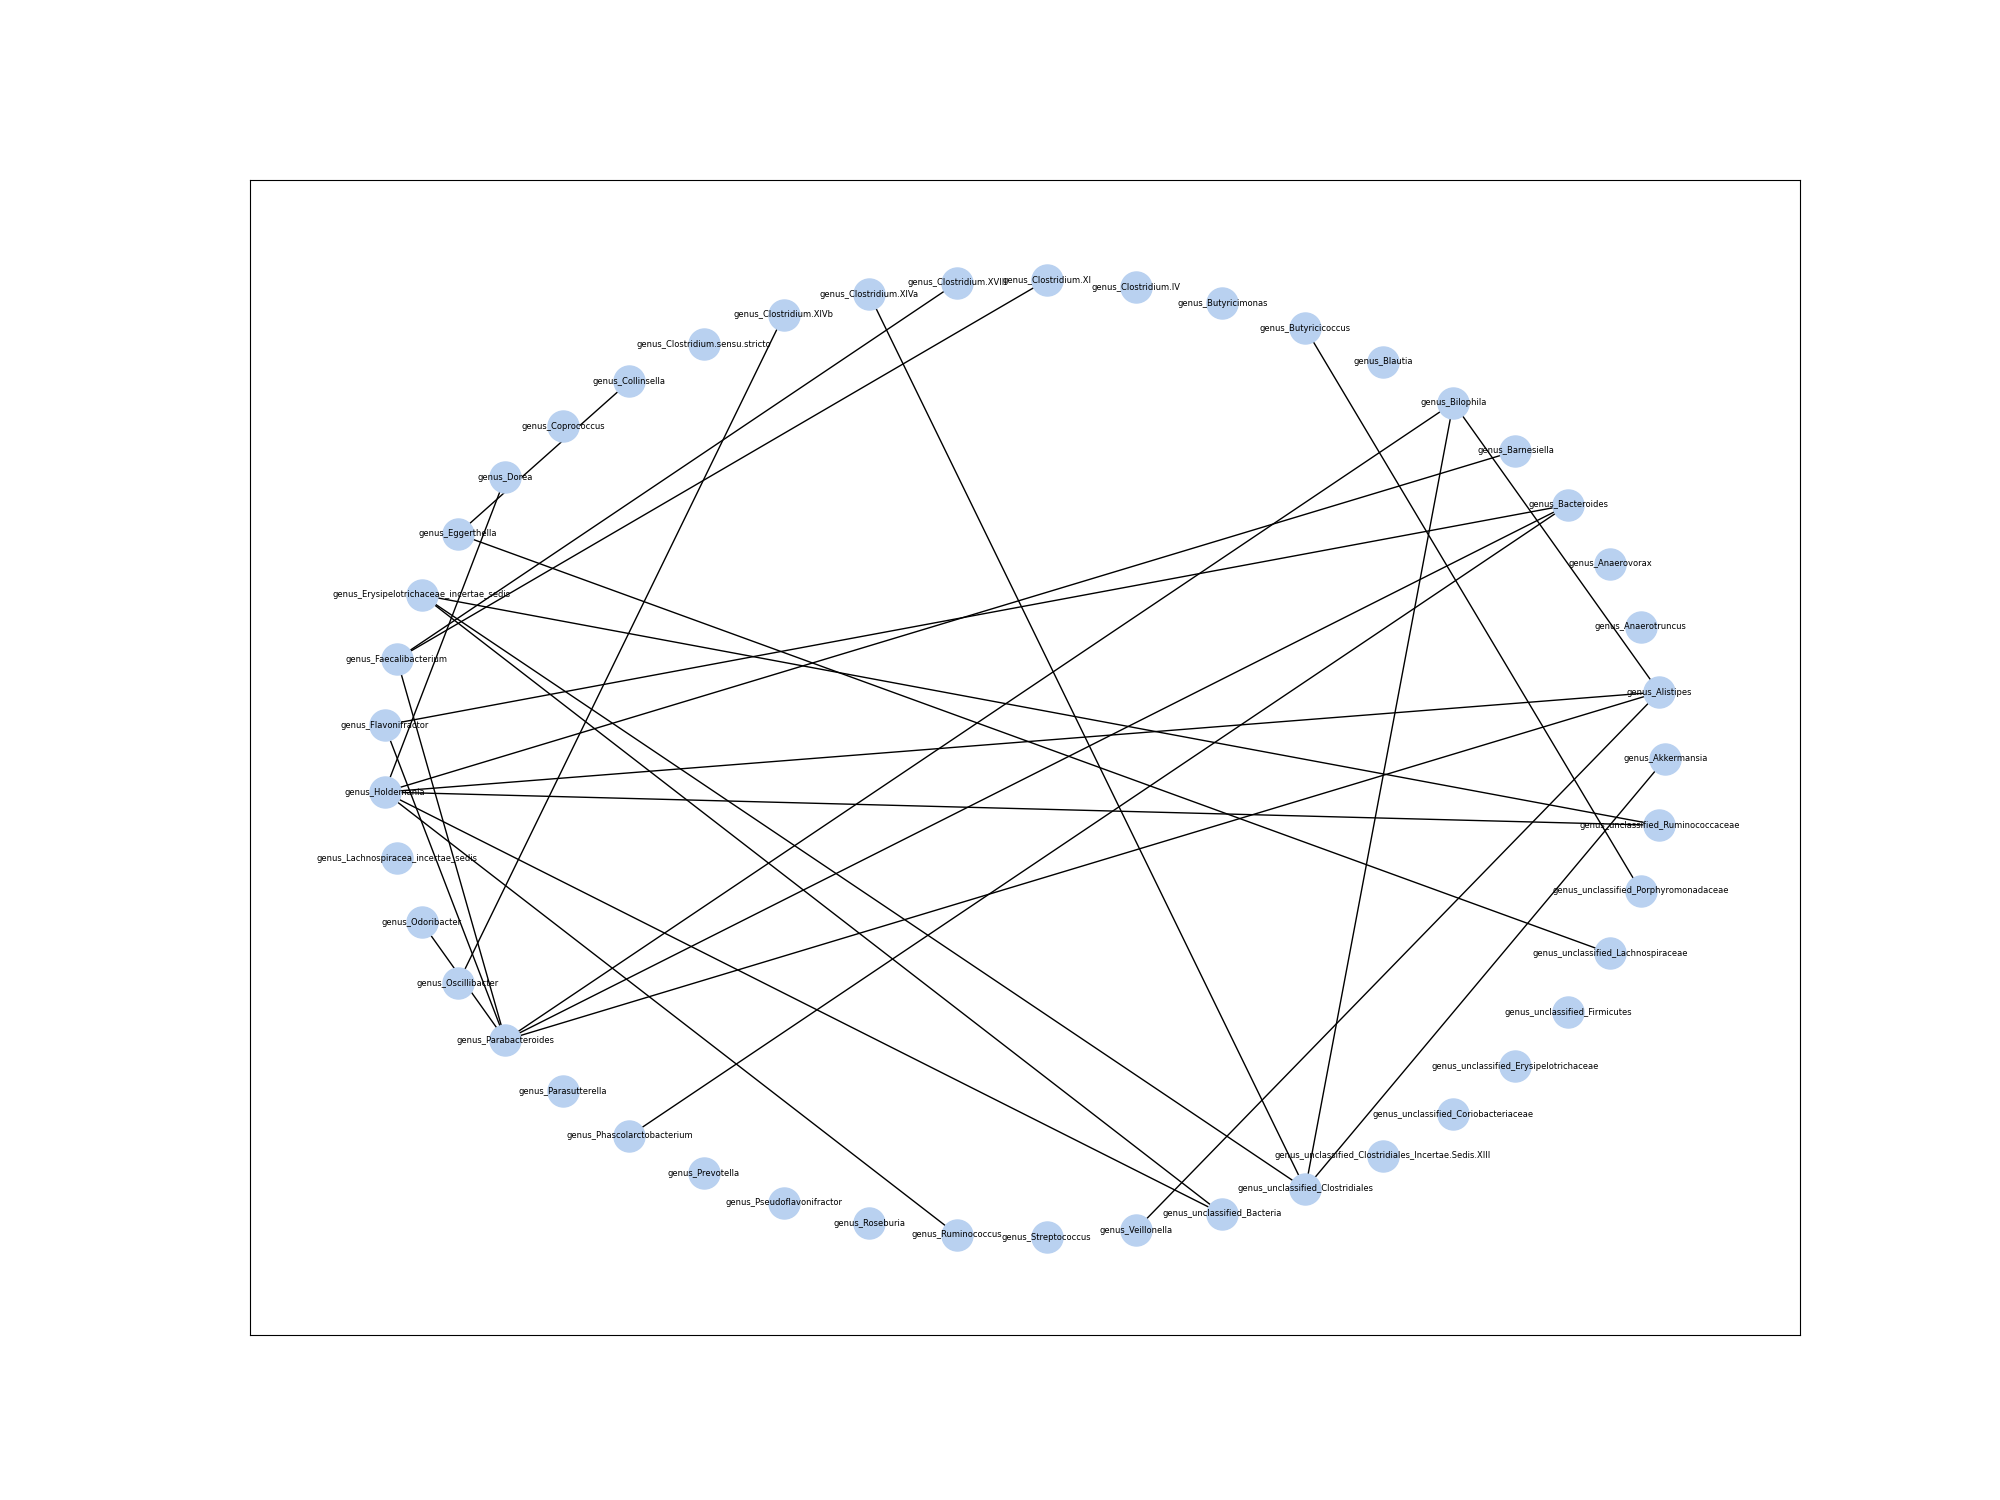 genus_Clostridium.XI
genus_Clostridium.XVIII
genus_Clostridium.IV
genus_Clostridium.XIVa
genus_Butyricimonas
genus_Clostridium.XIVb
genus_Butyricicoccus
genus_Clostridium.sensu.stricto
genus_Blautia
genus_Collinsella
genus_Bilophila
genus_Coprococcus
genus_Barnesiella
genus_Dorea
genus_Bacteroides
genus_Eggerthella
genus_Anaerovorax
genus_Erysipelotrichaceae_incertae_sedis
genus_Anaerotruncus
genus_Faecalibacterium
genus_Alistipes
genus_Flavonifractor
genus_Akkermansia
genus_Holdemania
genus_unclassified_Ruminococcaceae
genus_Lachnospiracea_incertae_sedis
genus_unclassified_Porphyromonadaceae
genus_Odoribacter
genus_unclassified_Lachnospiraceae
genus_Oscillibacter
genus_unclassified_Firmicutes
genus_Parabacteroides
genus_unclassified_Erysipelotrichaceae
genus_Parasutterella
genus_unclassified_Coriobacteriaceae
genus_Phascolarctobacterium
genus_unclassified_Clostridiales_Incertae.Sedis.XIII
genus_Prevotella
genus_unclassified_Clostridiales
genus_Pseudoflavonifractor
genus_unclassified_Bacteria
genus_Roseburia
genus_Veillonella
genus_Ruminococcus
genus_Streptococcus